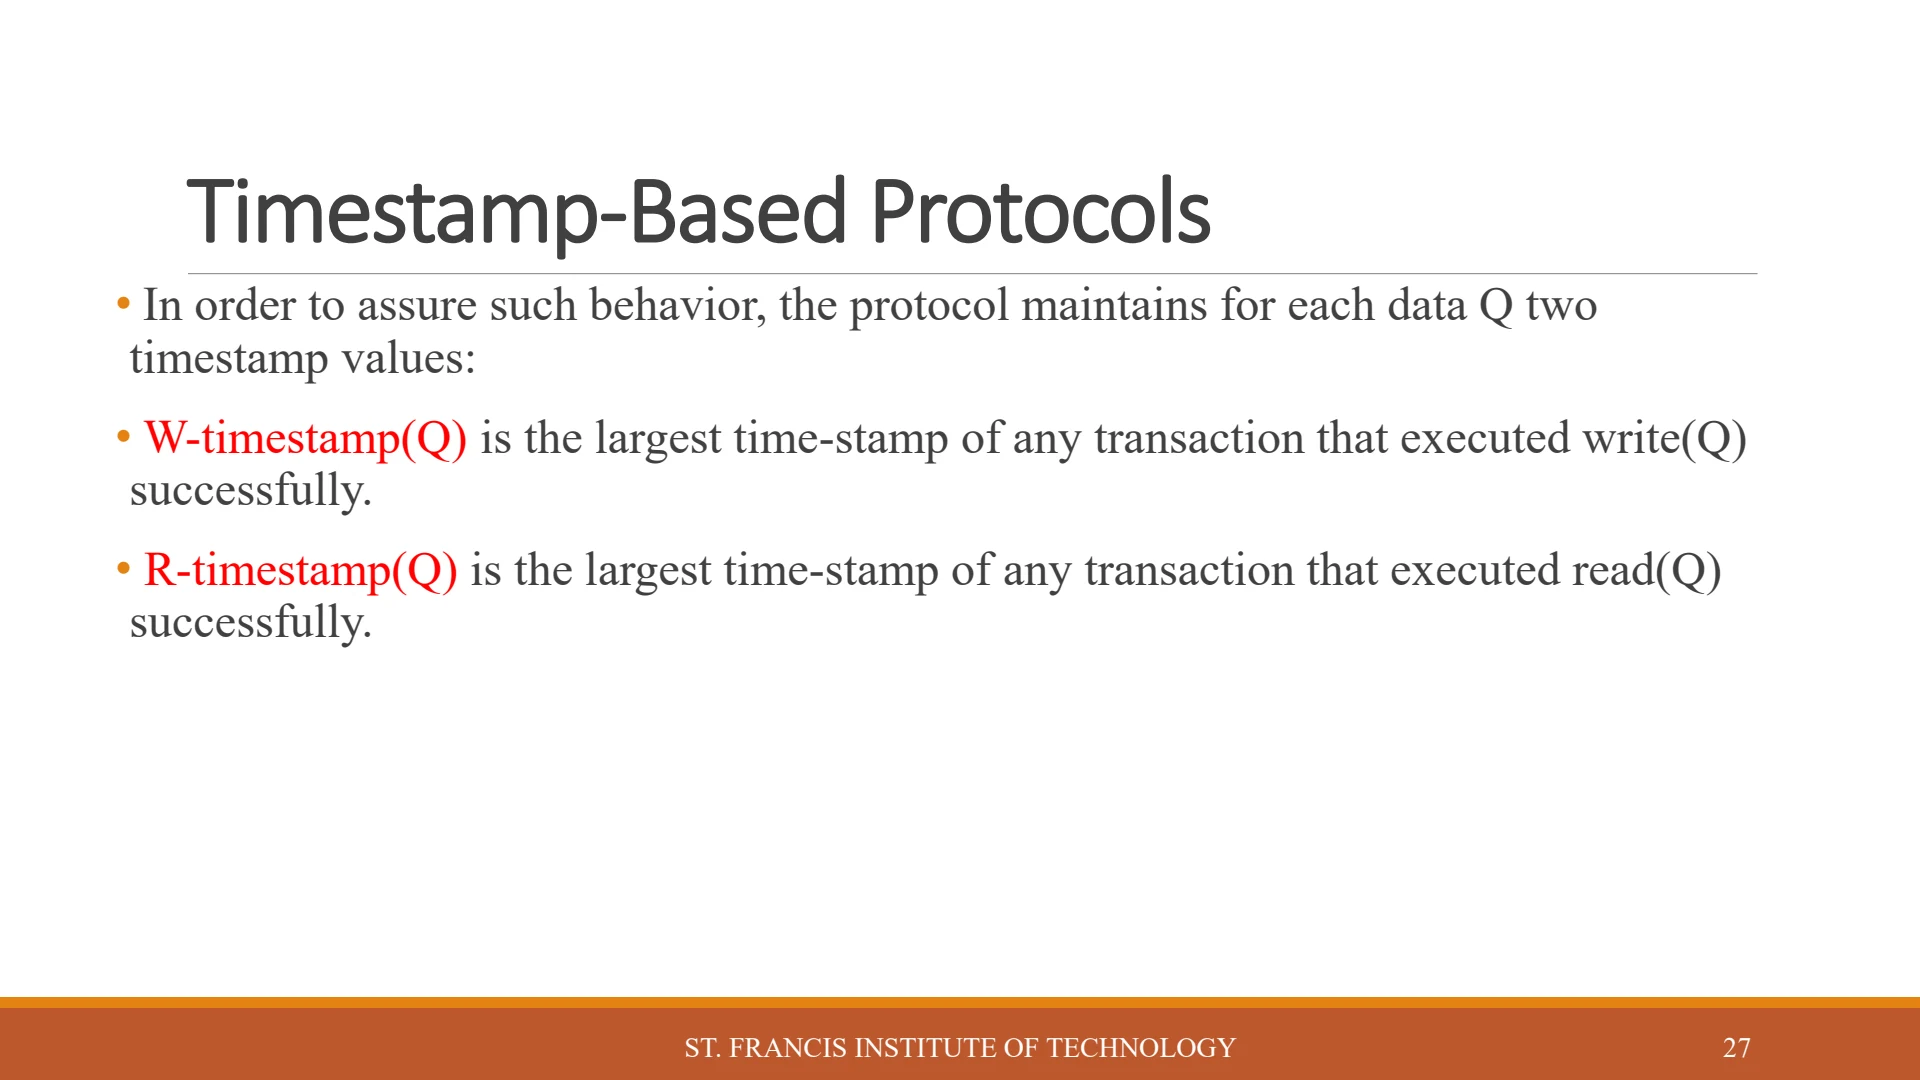 Timestamp-Based Protocols
• In order to assure such behavior, the protocol maintains for each data Q two
timestamp values:
• W-timestamp(Q) is the largest time-stamp of any transaction that executed write(Q)
successfully.
• R-timestamp(Q) is the largest time-stamp of any transaction that executed read(Q)
successfully.
ST. FRANCIS INSTITUTE OF TECHNOLOGY
27